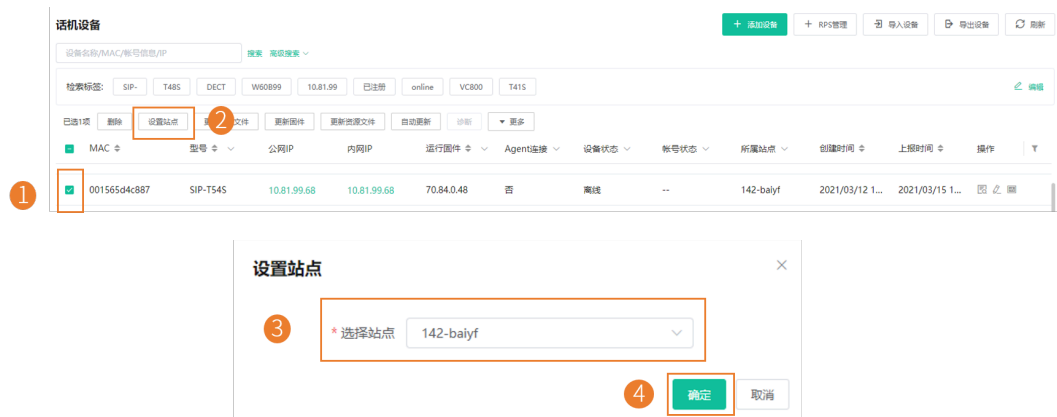 话机设备
+ 添加设备 + RPS管理 导入设备 导出设备 刷新
设备名称/MAC/帐号信息/IP 搜索 高级搜索
检索标签: SIP- T48S DECT W60B99 10.81.99 已注册 online VC800 T41S 编辑
已选1项 删除 设置站点 2 文件 更新固件 更新资源文件 自动更新 诊断 更多
MAC 型号 公网IP 内网IP 运行固件 Agent连接 设备状态 帐号状态 所属站点 创建时间 上报时间 操作
1 001565d4c887 SIP-T54S 10.81.99.68 10.81.99.68 70.84.0.48 否 离线 -- 142-baiyf 2021/03/12 1... 2021/03/15 1...
设置站点
3 * 选择站点 142-baiyf
4 确定 取消